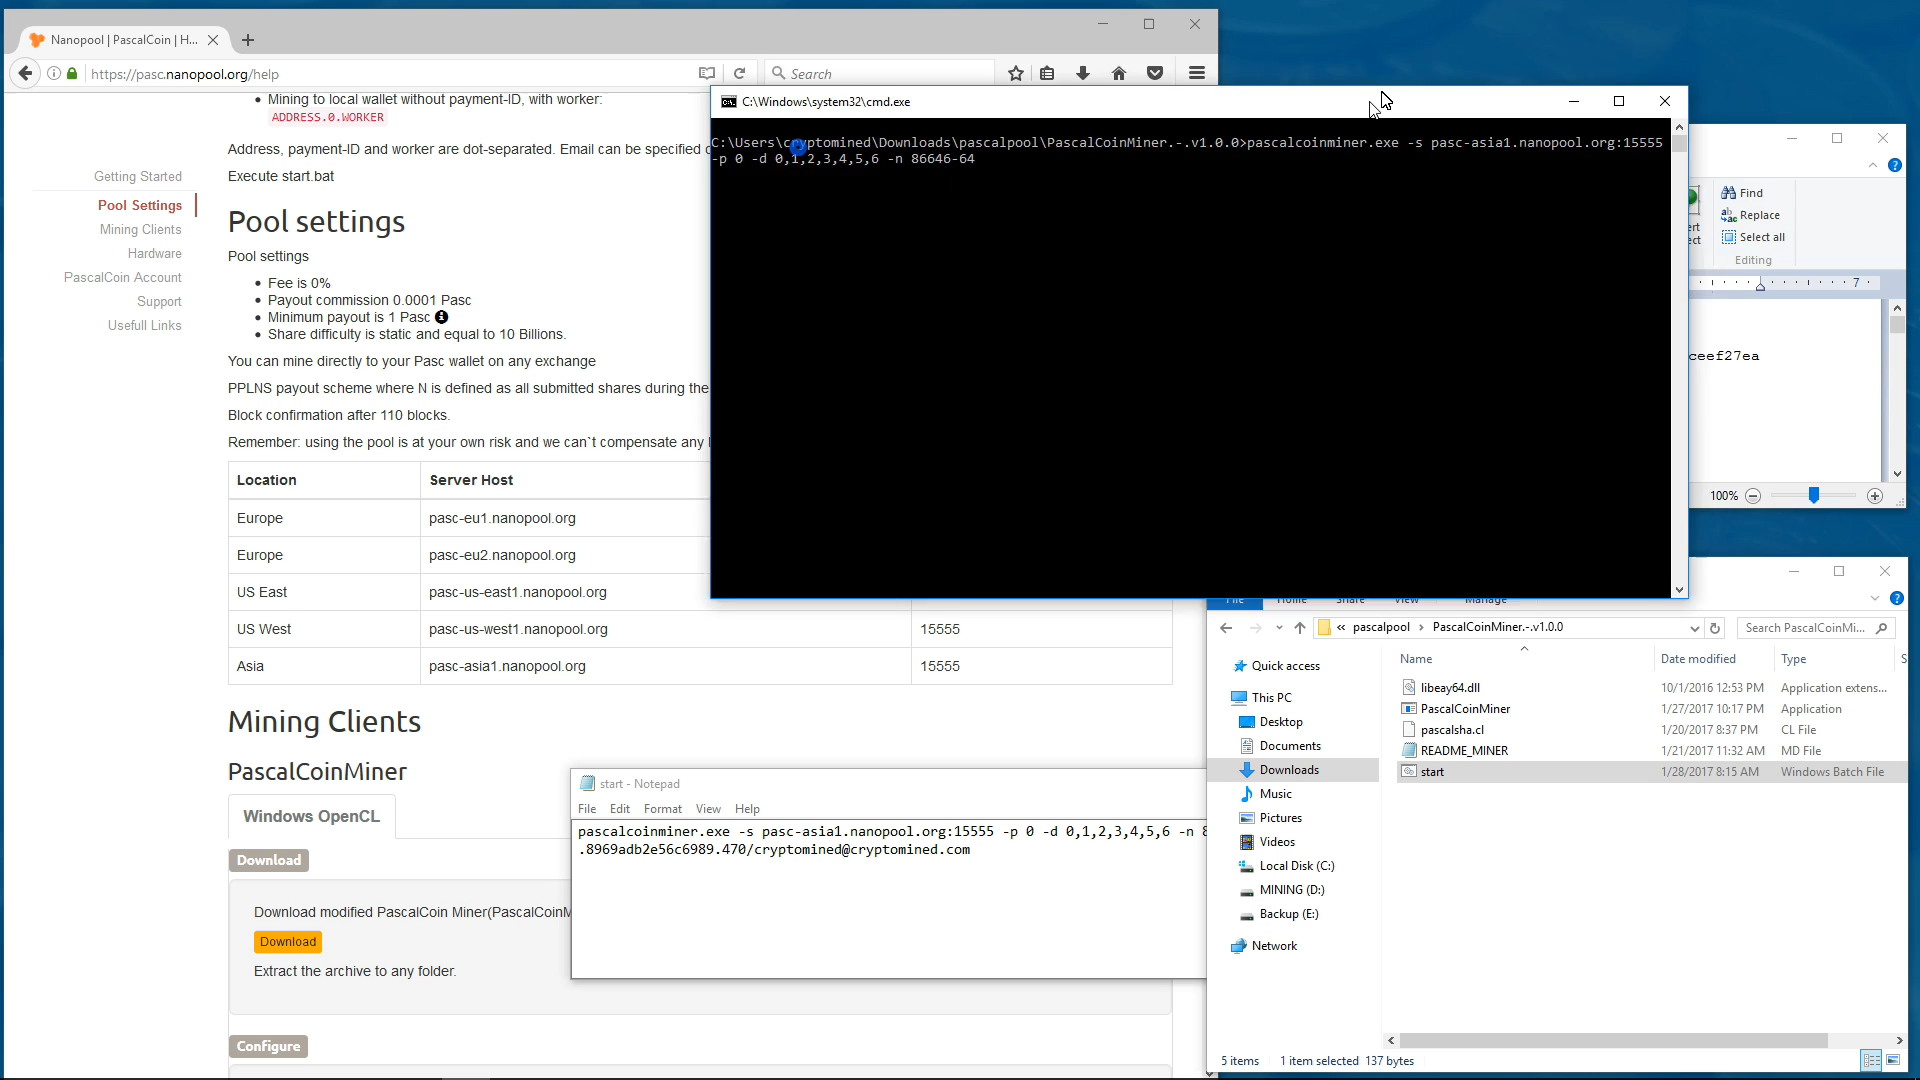 Nanopool | PascalCoin | H...
https://pasc.nanopool.org/help
Search
Mining to local wallet without payment-ID, with worker:
ADDRESS.0.WORKER
Address, payment-ID and worker are dot-separated. Email can be specified
Execute start.bat
Getting Started
Pool Settings
Mining Clients
Hardware
PascalCoin Account
Support
Usefull Links
Pool settings
Pool settings
Fee is 0%
Payout commission 0.0001 Pasc
Minimum payout is 1 Pasc
Share difficulty is static and equal to 10 Billions.
You can mine directly to your Pasc wallet on any exchange
PPLNS payout scheme where N is defined as all submitted shares during the
Block confirmation after 110 blocks.
Remember: using the pool is at your own risk and we can`t compensate any
Location Server Host
Europe pasc-eu1.nanopool.org
Europe pasc-eu2.nanopool.org
US East pasc-us-east1.nanopool.org
US West pasc-us-west1.nanopool.org 15555
Asia pasc-asia1.nanopool.org 15555
Mining Clients
PascalCoinMiner
Windows OpenCL
Download
Download modified PascalCoin Miner(PascalCoinM
Download
Extract the archive to any folder.
Configure
C:\Windows\system32\cmd.exe
C:\Users\cryptomined\Downloads\pascalpool\PascalCoinMiner.-.v1.0.0>pascalcoinminer.exe -s pasc-asia1.nanopool.org:15555
-p 0 -d 0,1,2,3,4,5,6 -n 86646-64
Find
Replace
Select all
Editing
7
ceef27ea
100%
start - Notepad
File Edit Format View Help
pascalcoinminer.exe -s pasc-asia1.nanopool.org:15555 -p 0 -d 0,1,2,3,4,5,6 -n 8
.8969adb2e56c6989.470/cryptomined@cryptomined.com
File Home Share View Manage
« pascalpool › PascalCoinMiner.-.v1.0.0
Search PascalCoinMi...
Quick access
This PC
Desktop
Documents
Downloads
Music
Pictures
Videos
Local Disk (C:)
MINING (D:)
Backup (E:)
Network
Name Date modified Type S
libeay64.dll 10/1/2016 12:53 PM Application extens...
PascalCoinMiner 1/27/2017 10:17 PM Application
pascalsha.cl 1/20/2017 8:37 PM CL File
README_MINER 1/21/2017 11:32 AM MD File
start 1/28/2017 8:15 AM Windows Batch File
5 items 1 item selected 137 bytes